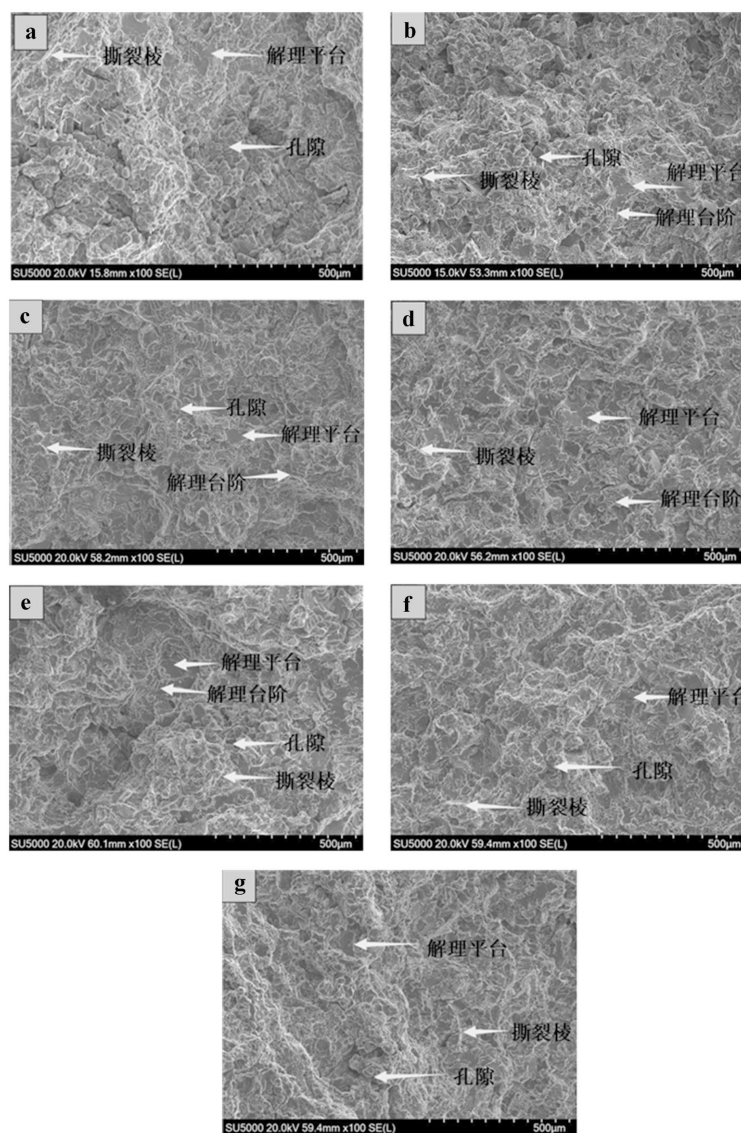 a
撕裂棱
解理平台
孔隙
SU5000 20.0kV 15.8mm x100 SE(L)
500μm
b
孔隙
解理平台
撕裂棱
解理台阶
SU5000 15.0kV 53.3mm x100 SE(L)
500μm
c
孔隙
解理平台
撕裂棱
解理台阶
SU5000 20.0kV 58.2mm x100 SE(L)
500μm
d
解理平台
撕裂棱
解理台阶
SU5000 20.0kV 56.2mm x100 SE(L)
500μm
e
解理平台
解理台阶
孔隙
撕裂棱
SU5000 20.0kV 60.1mm x100 SE(L)
500μm
f
解理平台
孔隙
撕裂棱
SU5000 20.0kV 59.4mm x100 SE(L)
500μm
g
解理平台
撕裂棱
孔隙
SU5000 20.0kV 59.4mm x100 SE(L)
500μm